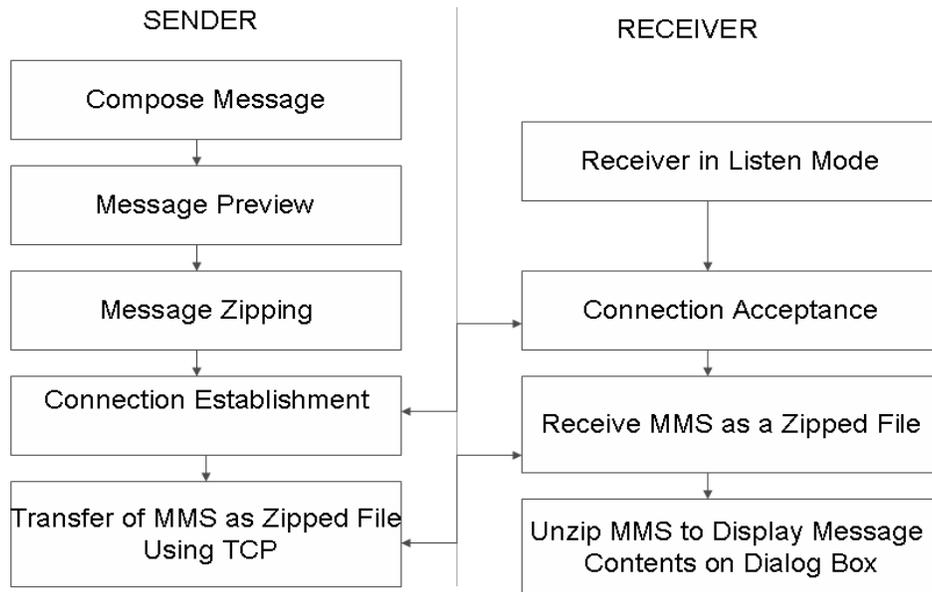 SENDER
Compose Message
Message Preview
Message Zipping
Connection Establishment
Transfer of MMS as Zipped File
Using TCP
RECEIVER
Receiver in Listen Mode
Connection Acceptance
Receive MMS as a Zipped File
Unzip MMS to Display Message
Contents on Dialog Box